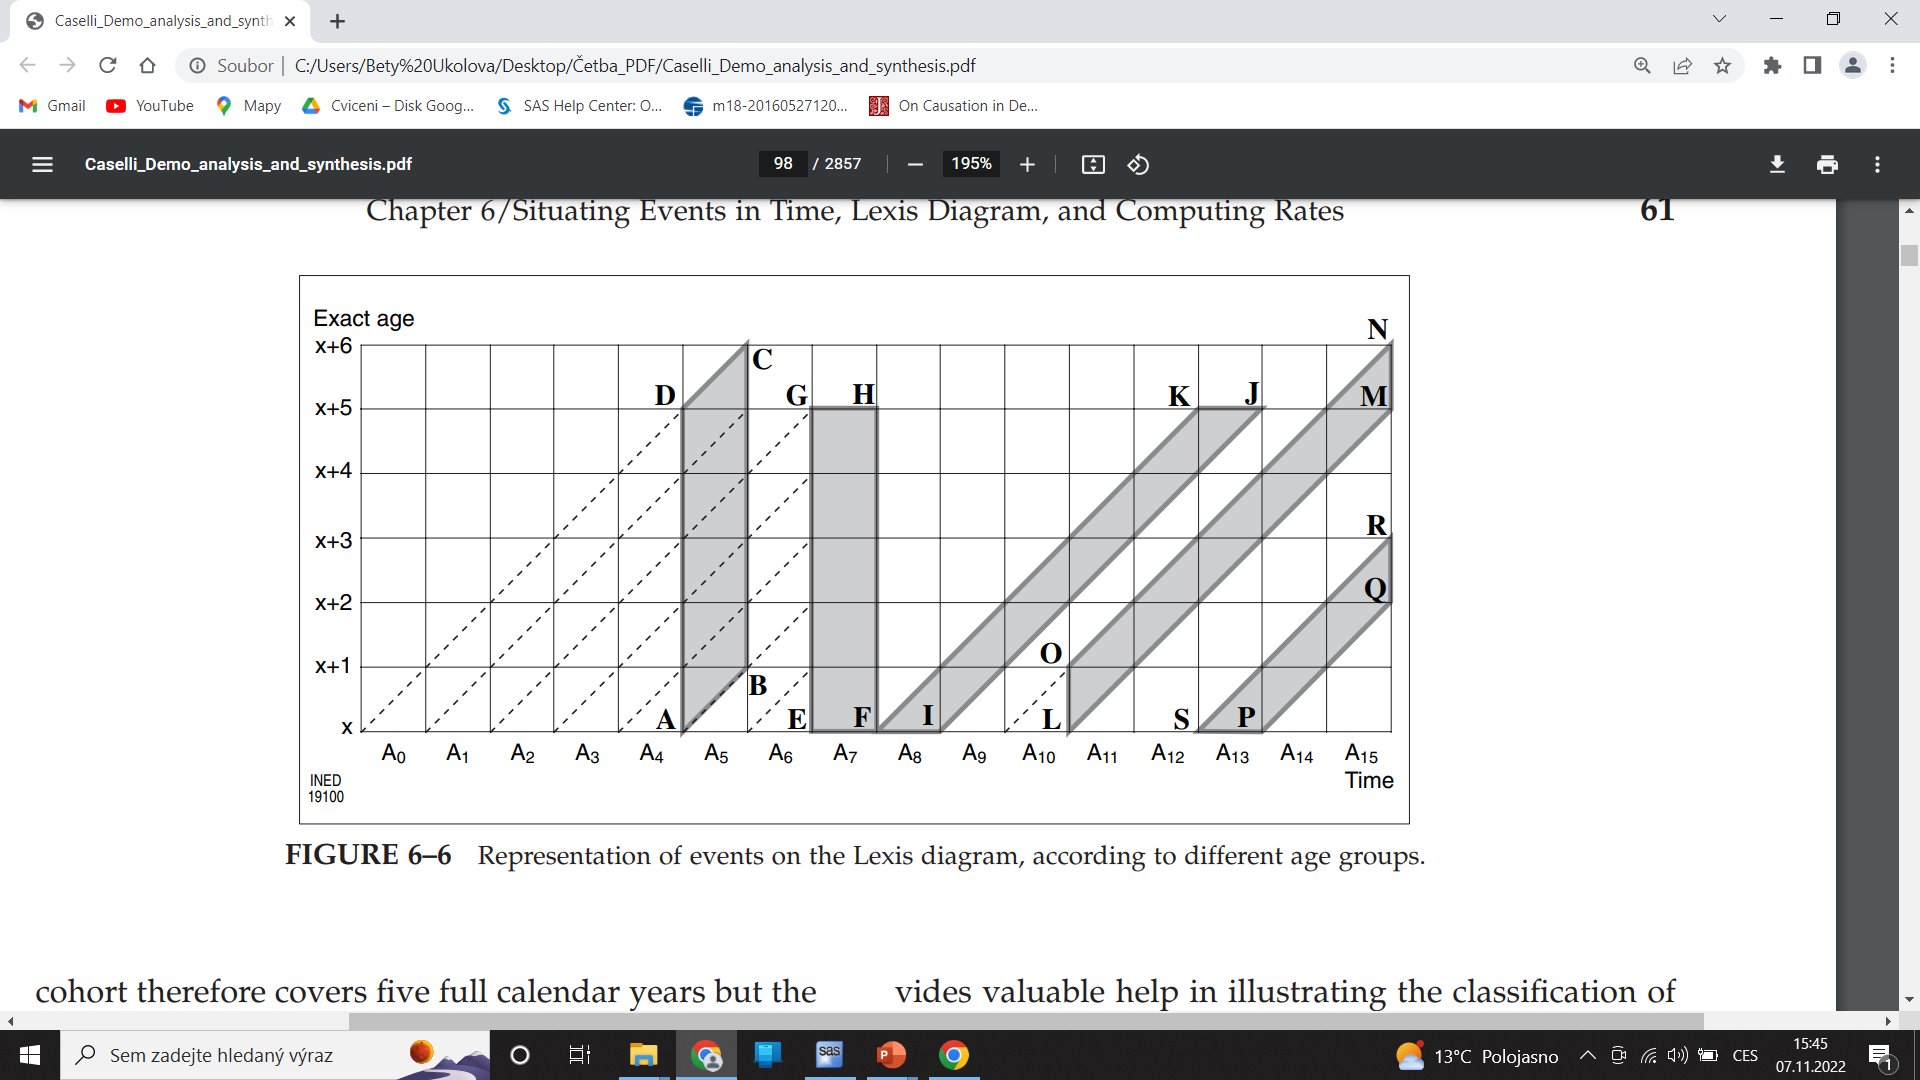 Caselli_Demo_analysis_and_synth
Soubor
C:/Users/Bety%20Ukolova/Desktop/Četba_PDF/Caselli_Demo_analysis_and_synthesis.pdf
Gmail
YouTube
Mapy
Cviceni – Disk Goog...
SAS Help Center: O...
m18-20160527120...
On Causation in De...
Caselli_Demo_analysis_and_synthesis.pdf
98 / 2857
195%
Chapter 6/Situating Events in Time, Lexis Diagram, and Computing Rates
61
Exact age
N
x+6
C
D
G
H
K
J
M
x+5
x+4
x+3
R
x+2
Q
x+1
O
B
x
A
E
F
I
L
S
P
A0 A1 A2 A3 A4 A5 A6 A7 A8 A9 A10 A11 A12 A13 A14 A15
Time
INED
19100
FIGURE 6–6 Representation of events on the Lexis diagram, according to different age groups.
cohort therefore covers five full calendar years but the
vides valuable help in illustrating the classification of
Sem zadejte hledaný výraz
sas
P
13°C Polojasno
CES
15:45
07.11.2022
1